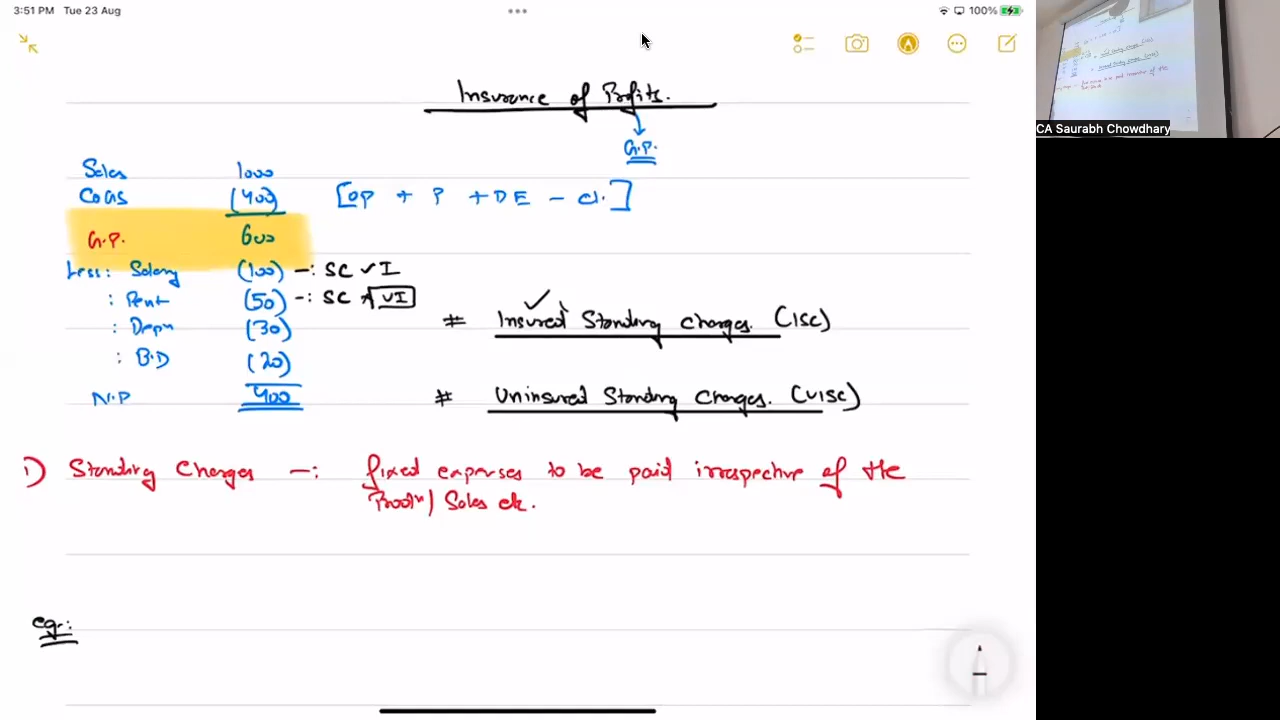 3:51 PM Tue 23 Aug
100%
Insurance of Profits.
G.P.
Sales 1000
COGS (400) [OP + P + DE - Cl.]
G.P. 600
Less: Salary (100) —: SC ✓ I
: Rent (50) —: SC ✓ UI
: Depn (30)
: B.D (20)
N.P 400
# Insured Standing Charges. (ISC)
# Uninsured Standing Charges. (UISC)
1) Standing Charges —: fixed expenses to be paid irrespective of the
Prodn/ Sales etc.
eg:
CA Saurabh Chowdhary